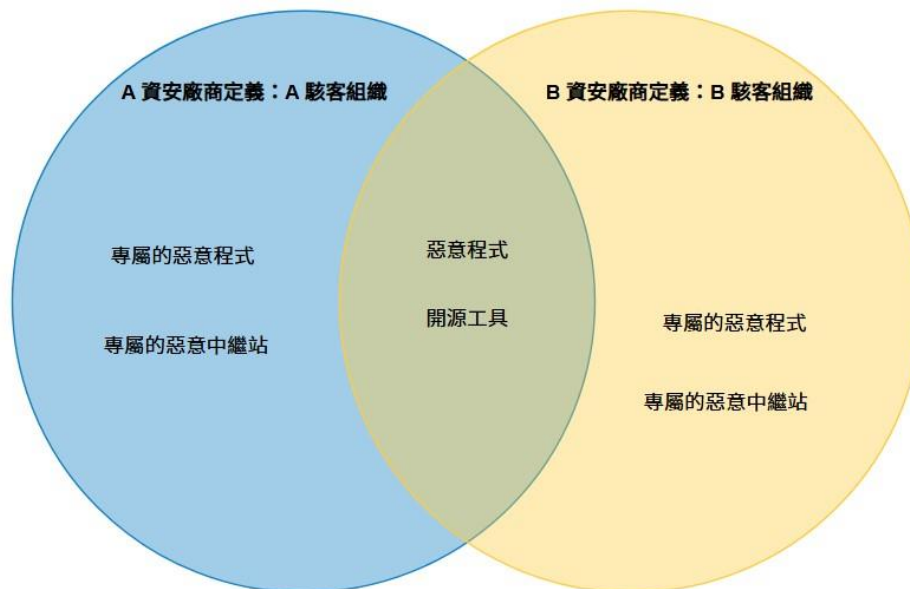 A 資安廠商定義：A 駭客組織
B 資安廠商定義：B 駭客組織
專屬的惡意程式
專屬的惡意中繼站
惡意程式
開源工具
專屬的惡意程式
專屬的惡意中繼站